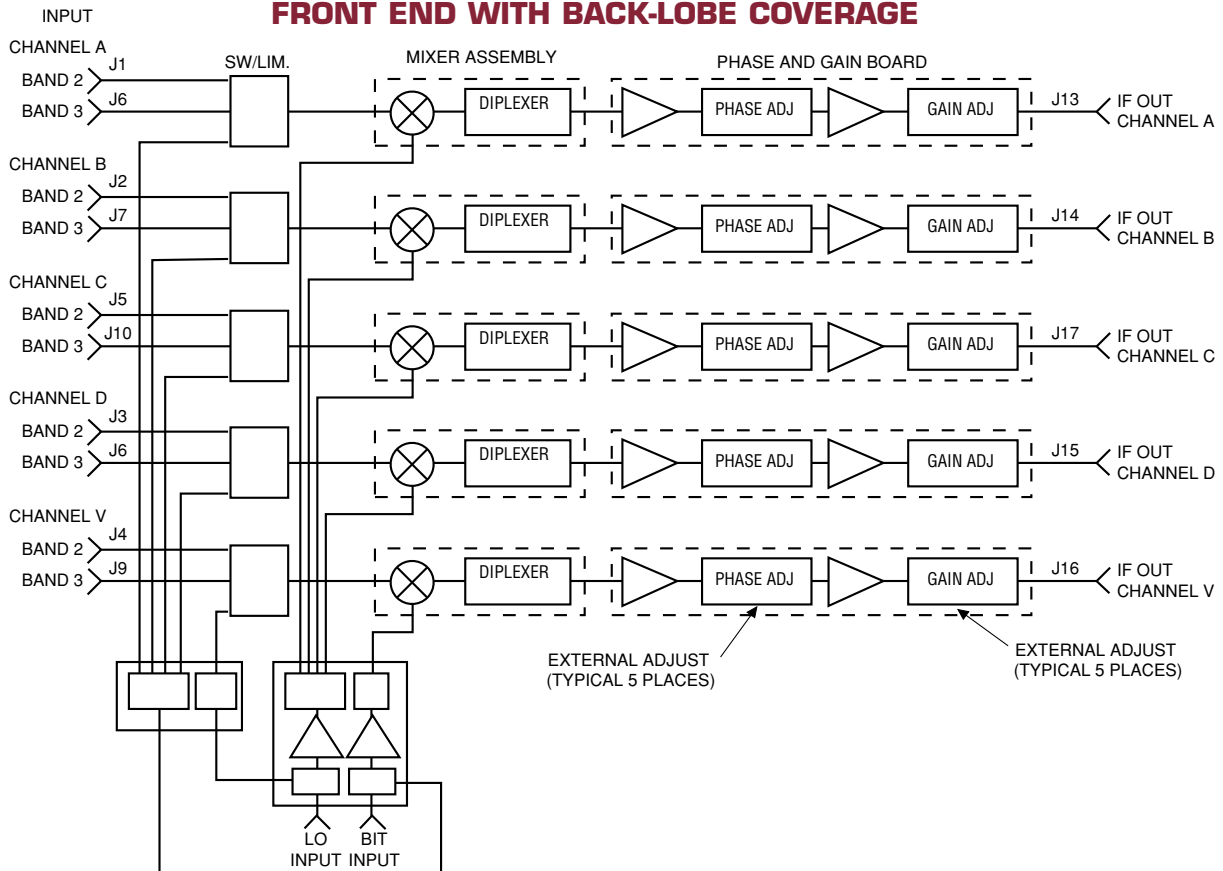 FRONT END WITH BACK-LOBE COVERAGE
INPUT
CHANNEL A
J1
BAND 2
J6
BAND 3
SW/LIM.
MIXER ASSEMBLY
DIPLEXER
PHASE AND GAIN BOARD
PHASE ADJ
GAIN ADJ
J13
IF OUT
CHANNEL A
CHANNEL B
J2
BAND 2
J7
BAND 3
DIPLEXER
PHASE ADJ
GAIN ADJ
J14
IF OUT
CHANNEL B
CHANNEL C
J5
BAND 2
J10
BAND 3
DIPLEXER
PHASE ADJ
GAIN ADJ
J17
IF OUT
CHANNEL C
CHANNEL D
J3
BAND 2
J6
BAND 3
DIPLEXER
PHASE ADJ
GAIN ADJ
J15
IF OUT
CHANNEL D
CHANNEL V
J4
BAND 2
J9
BAND 3
DIPLEXER
PHASE ADJ
GAIN ADJ
J16
IF OUT
CHANNEL V
EXTERNAL ADJUST
(TYPICAL 5 PLACES)
EXTERNAL ADJUST
(TYPICAL 5 PLACES)
LO
INPUT
BIT
INPUT